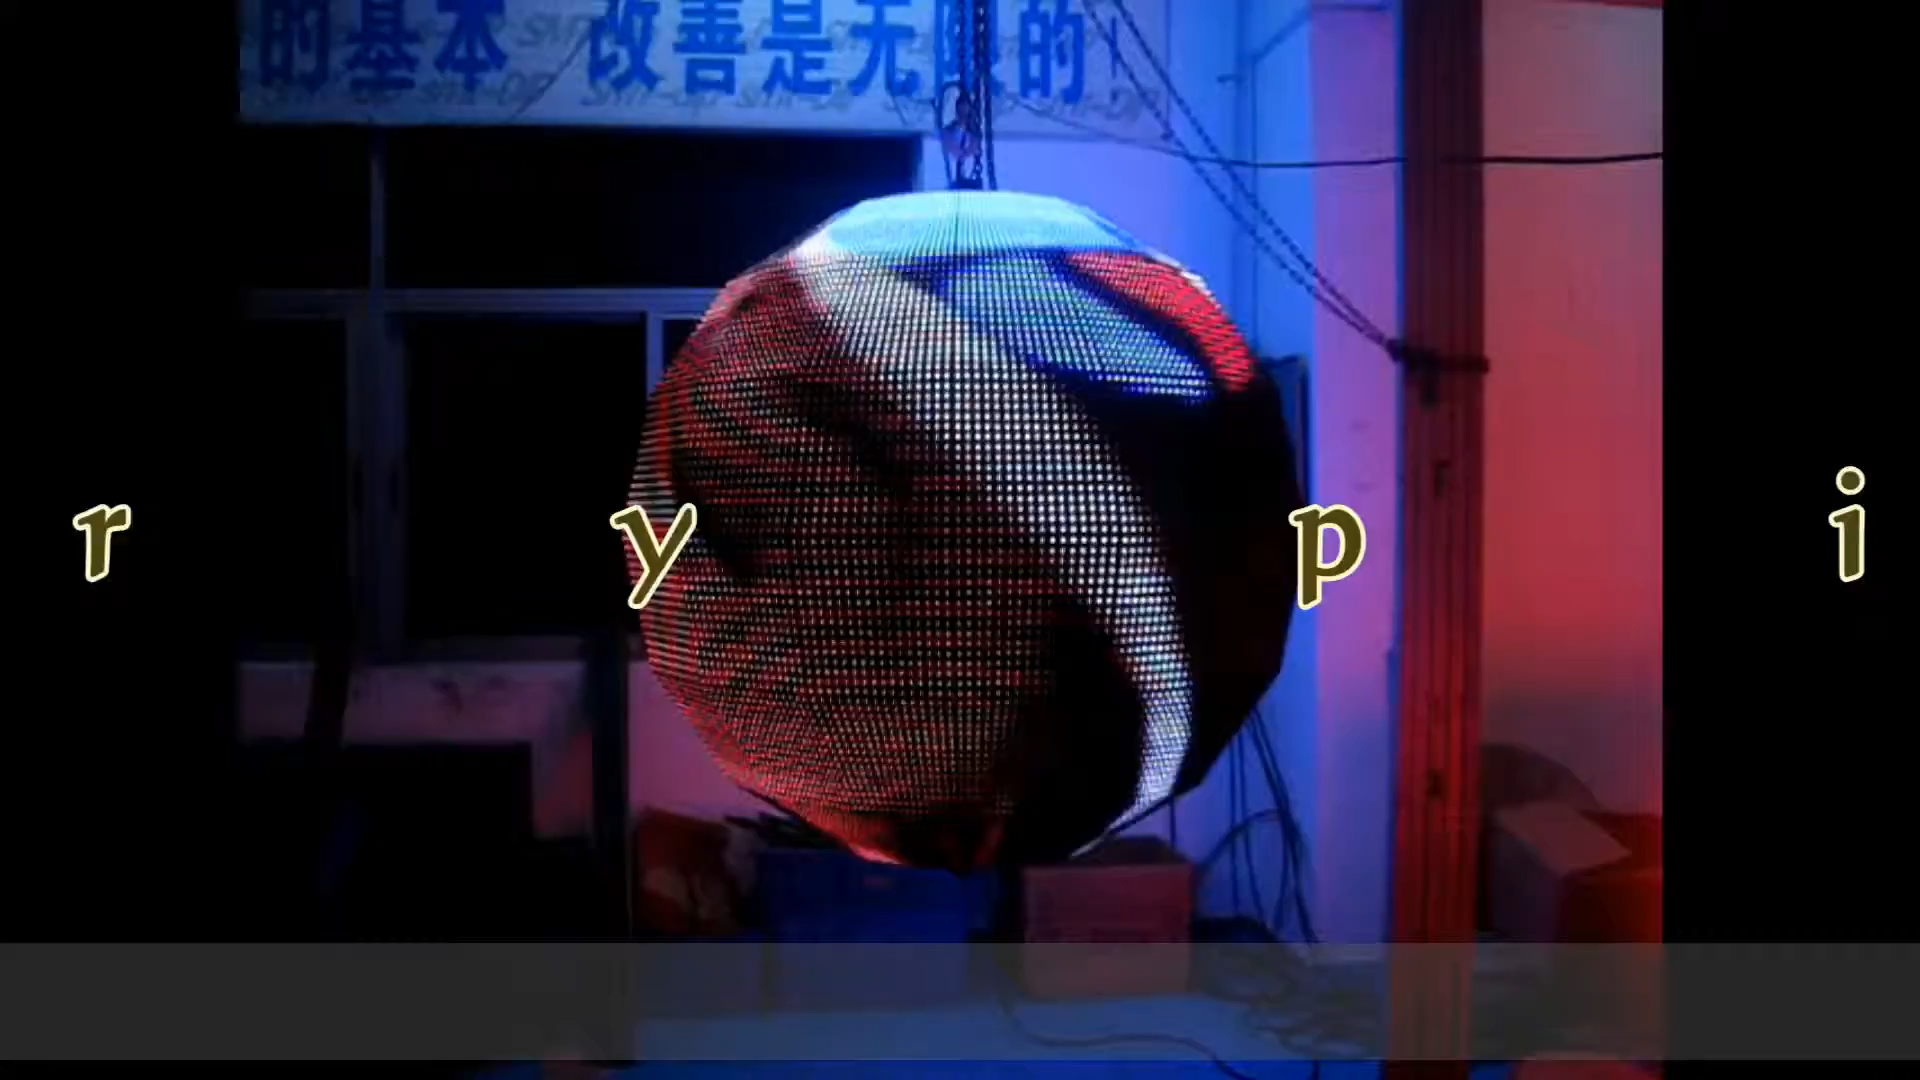 的基本 改善是无限的！
r y p i